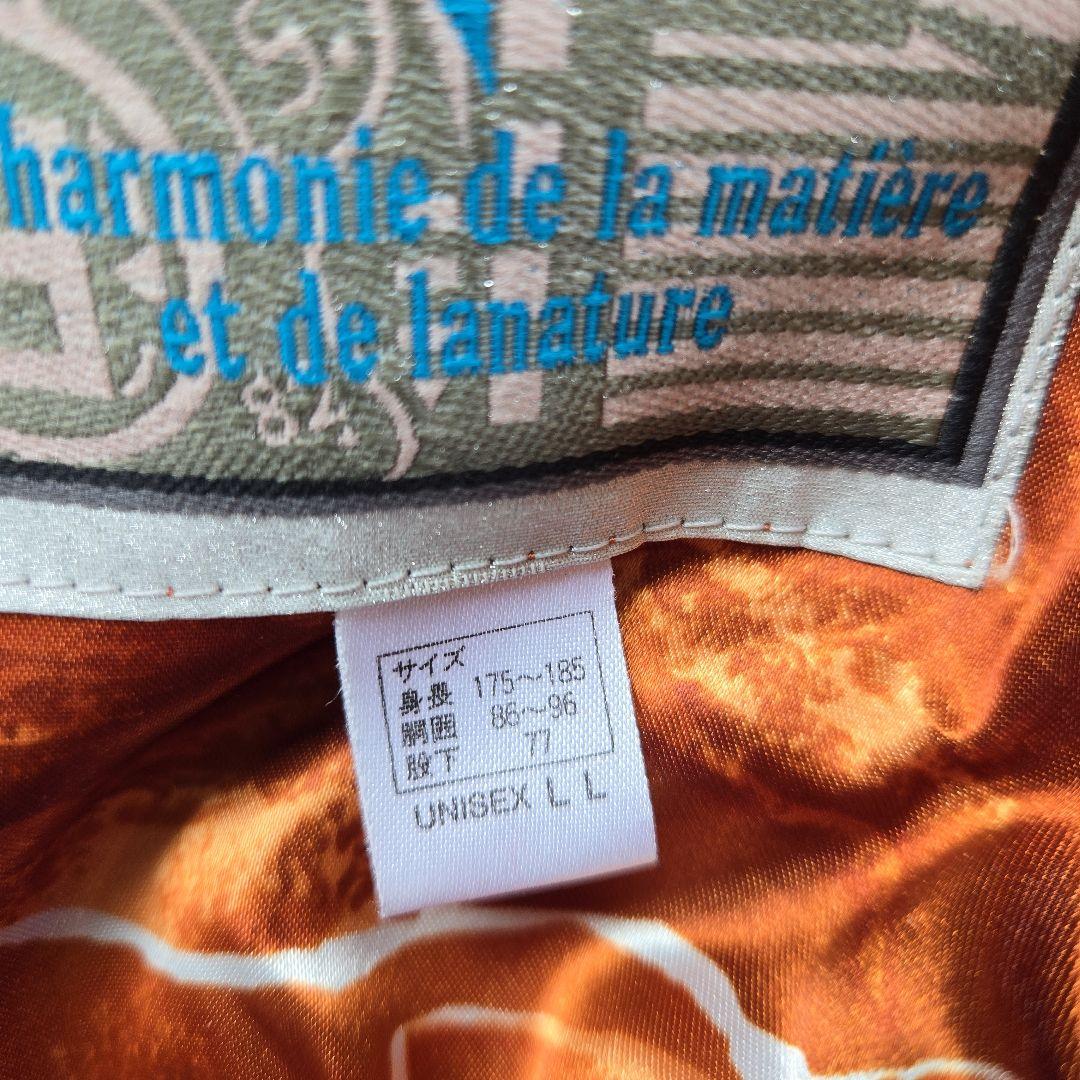 harmonie de la matière
et de lanature
84
サイズ
身長 175〜185
胴囲 86〜96
股下 77
UNISEX L L